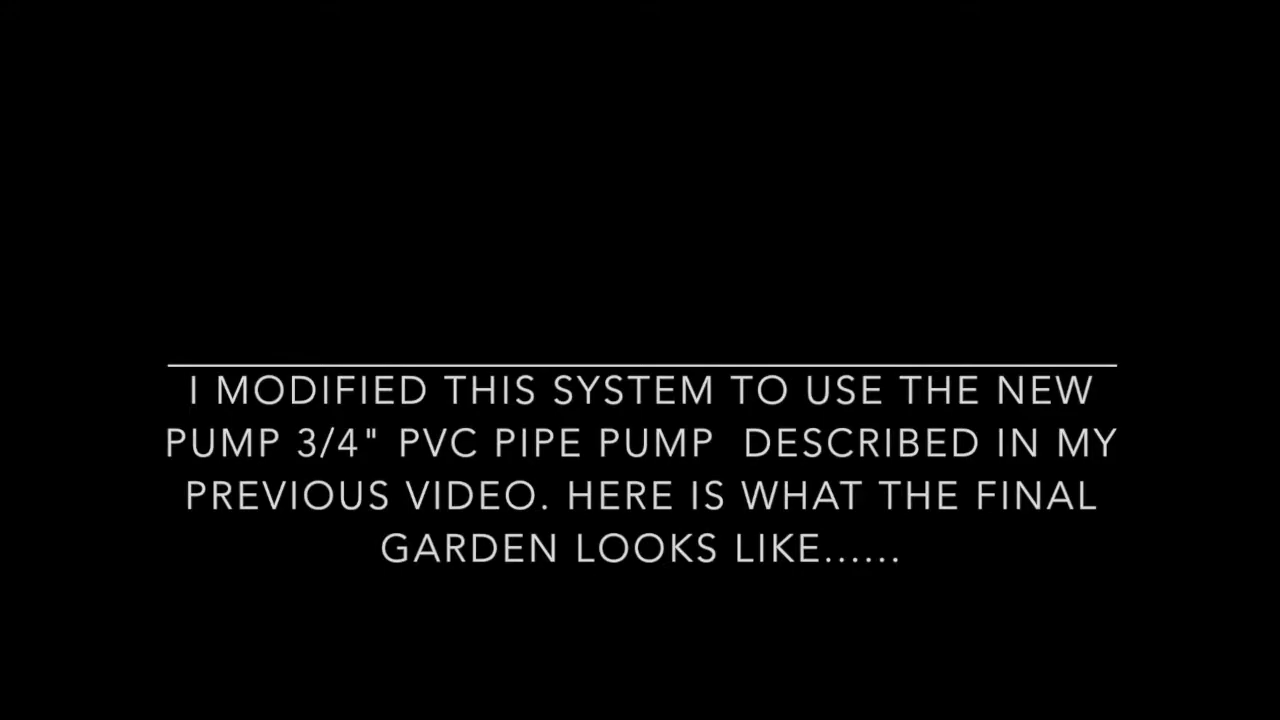 I MODIFIED THIS SYSTEM TO USE THE NEW
PUMP 3/4" PVC PIPE PUMP  DESCRIBED IN MY
PREVIOUS VIDEO. HERE IS WHAT THE FINAL
GARDEN LOOKS LIKE......